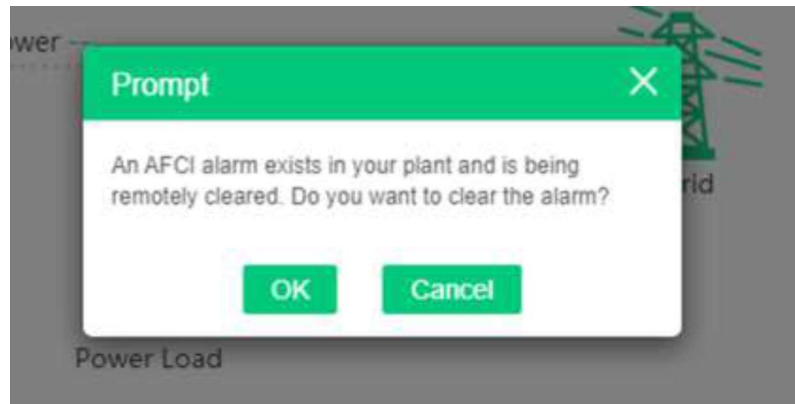 wer
Prompt
An AFCI alarm exists in your plant and is being
remotely cleared. Do you want to clear the alarm?
rid
OK Cancel
Power Load